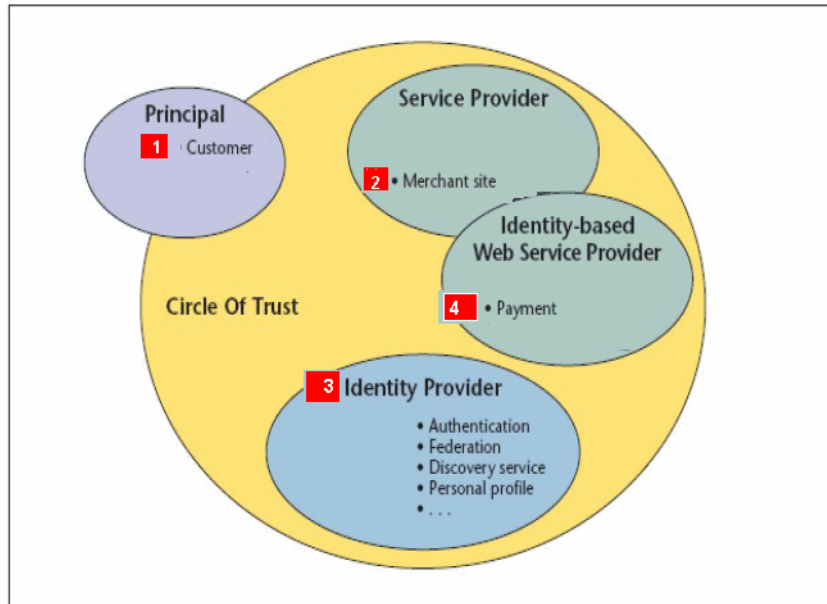 Principal
1 • Customer
Service Provider
2 • Merchant site
Identity-based
Web Service Provider
4 • Payment
Circle Of Trust
3 Identity Provider
• Authentication
• Federation
• Discovery service
• Personal profile
• . . .